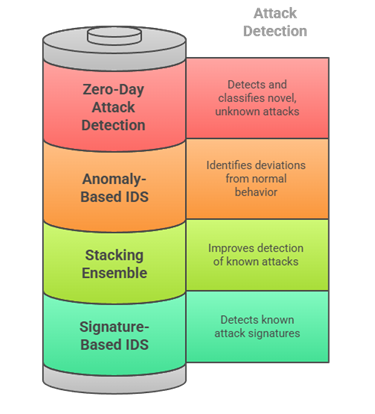 Attack
Detection
Zero-Day
Attack
Detection
Detects and
classifies novel,
unknown attacks
Anomaly-
Based IDS
Identifies deviations
from normal
behavior
Stacking
Ensemble
Improves detection
of known attacks
Signature-
Based IDS
Detects known
attack signatures